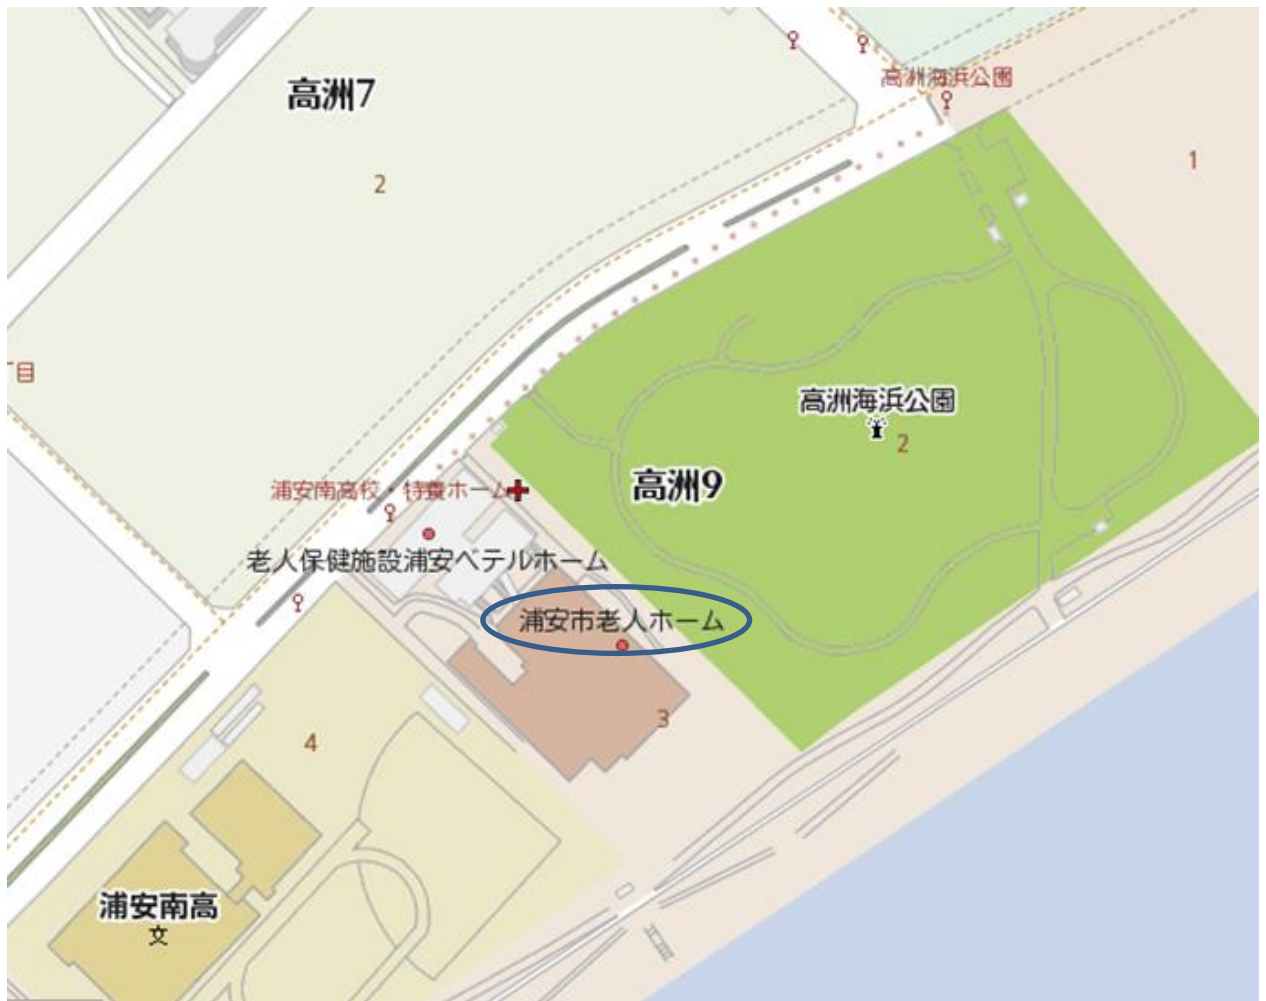 高洲7
高洲海浜公園
1
2
目
高洲海浜公園
2
高洲9
浦安南高校・特養ホーム
老人保健施設浦安ベテルホーム
浦安市老人ホーム
3
4
浦安南高
文